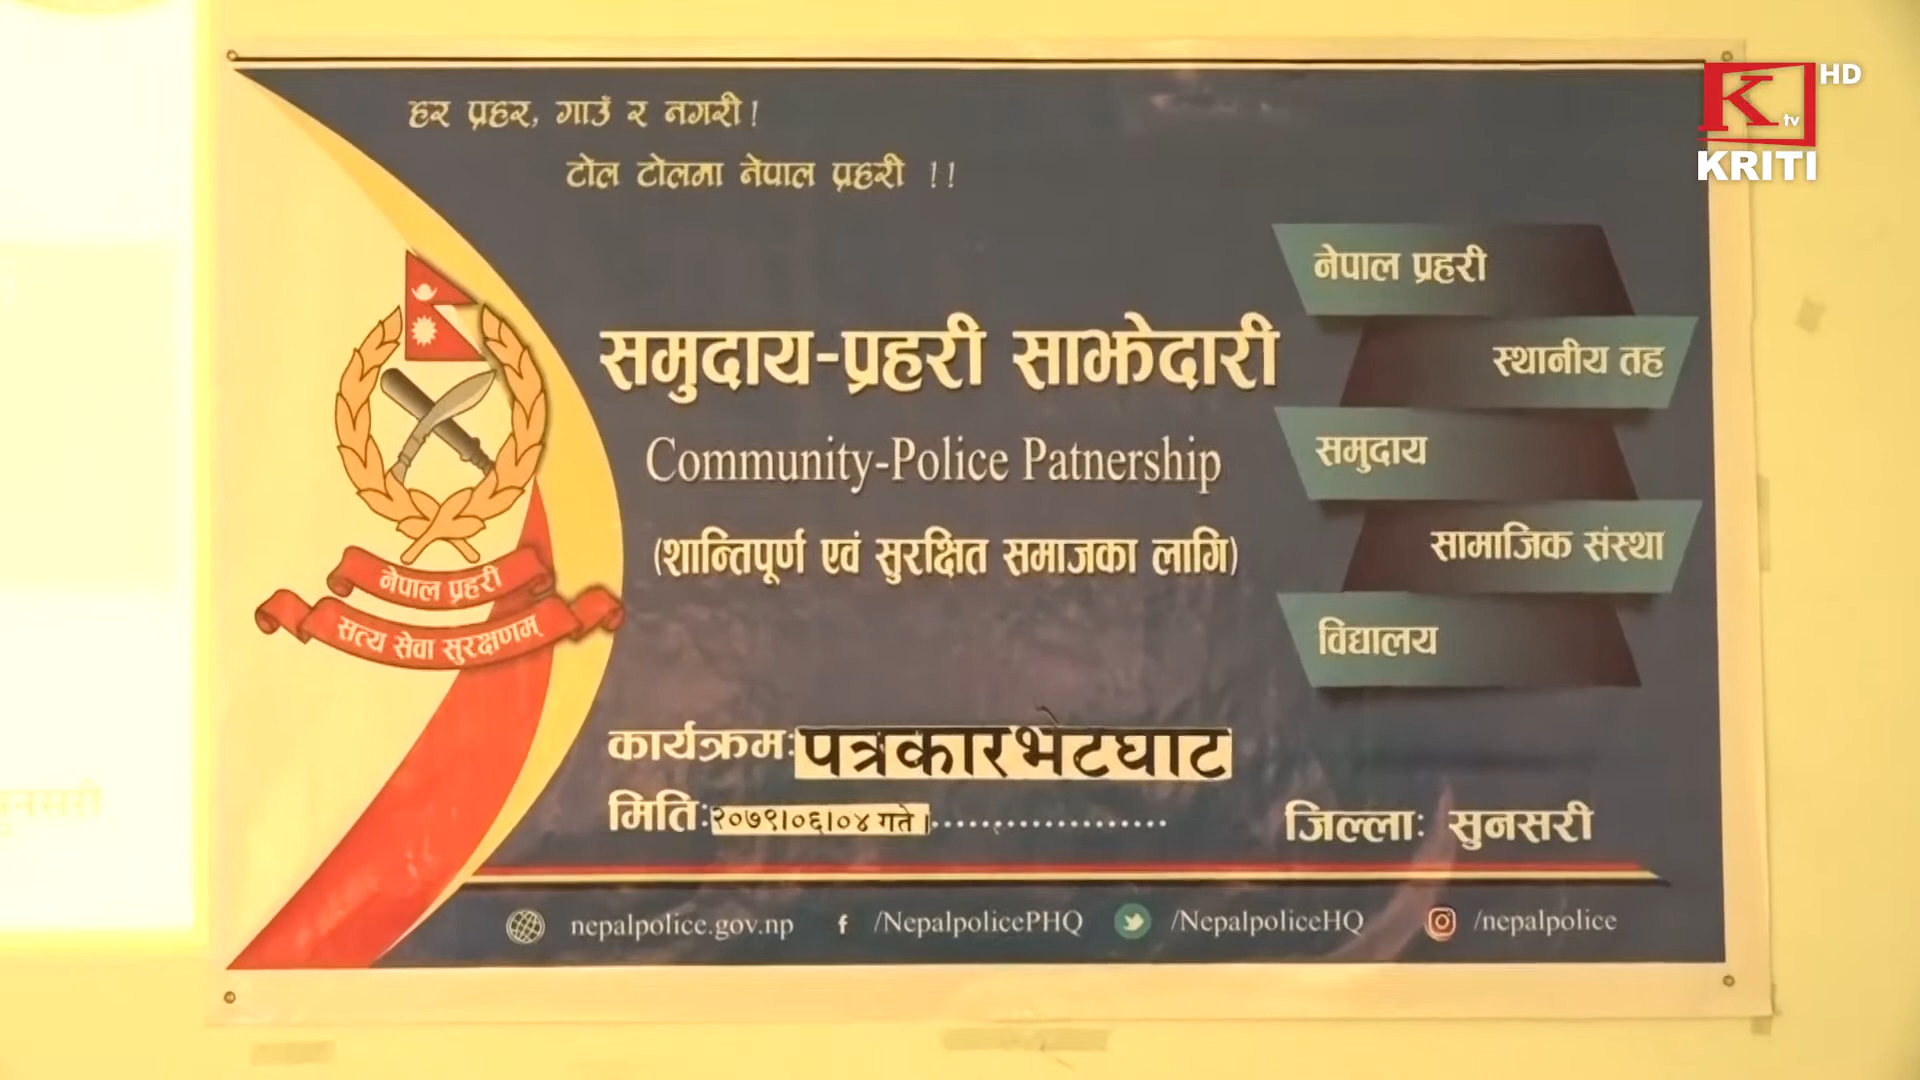 हर प्रहर, गाउँ र नगरी!
टोल टोलमा नेपाल प्रहरी !!
K tv HD
KRITI
नेपाल प्रहरी
स्थानीय तह
समुदाय
सामाजिक संस्था
विद्यालय
समुदाय-प्रहरी साझेदारी
Community-Police Patnership
(शान्तिपूर्ण एवं सुरक्षित समाजका लागि)
नेपाल प्रहरी
सत्य सेवा सुरक्षणम्
कार्यक्रम: पत्रकार भेटघाट
मिति: २०७९।०६।०४ गते।...................
जिल्ला: सुनसरी
nepalpolice.gov.np /NepalpolicePHQ /NepalpoliceHQ /nepalpolice